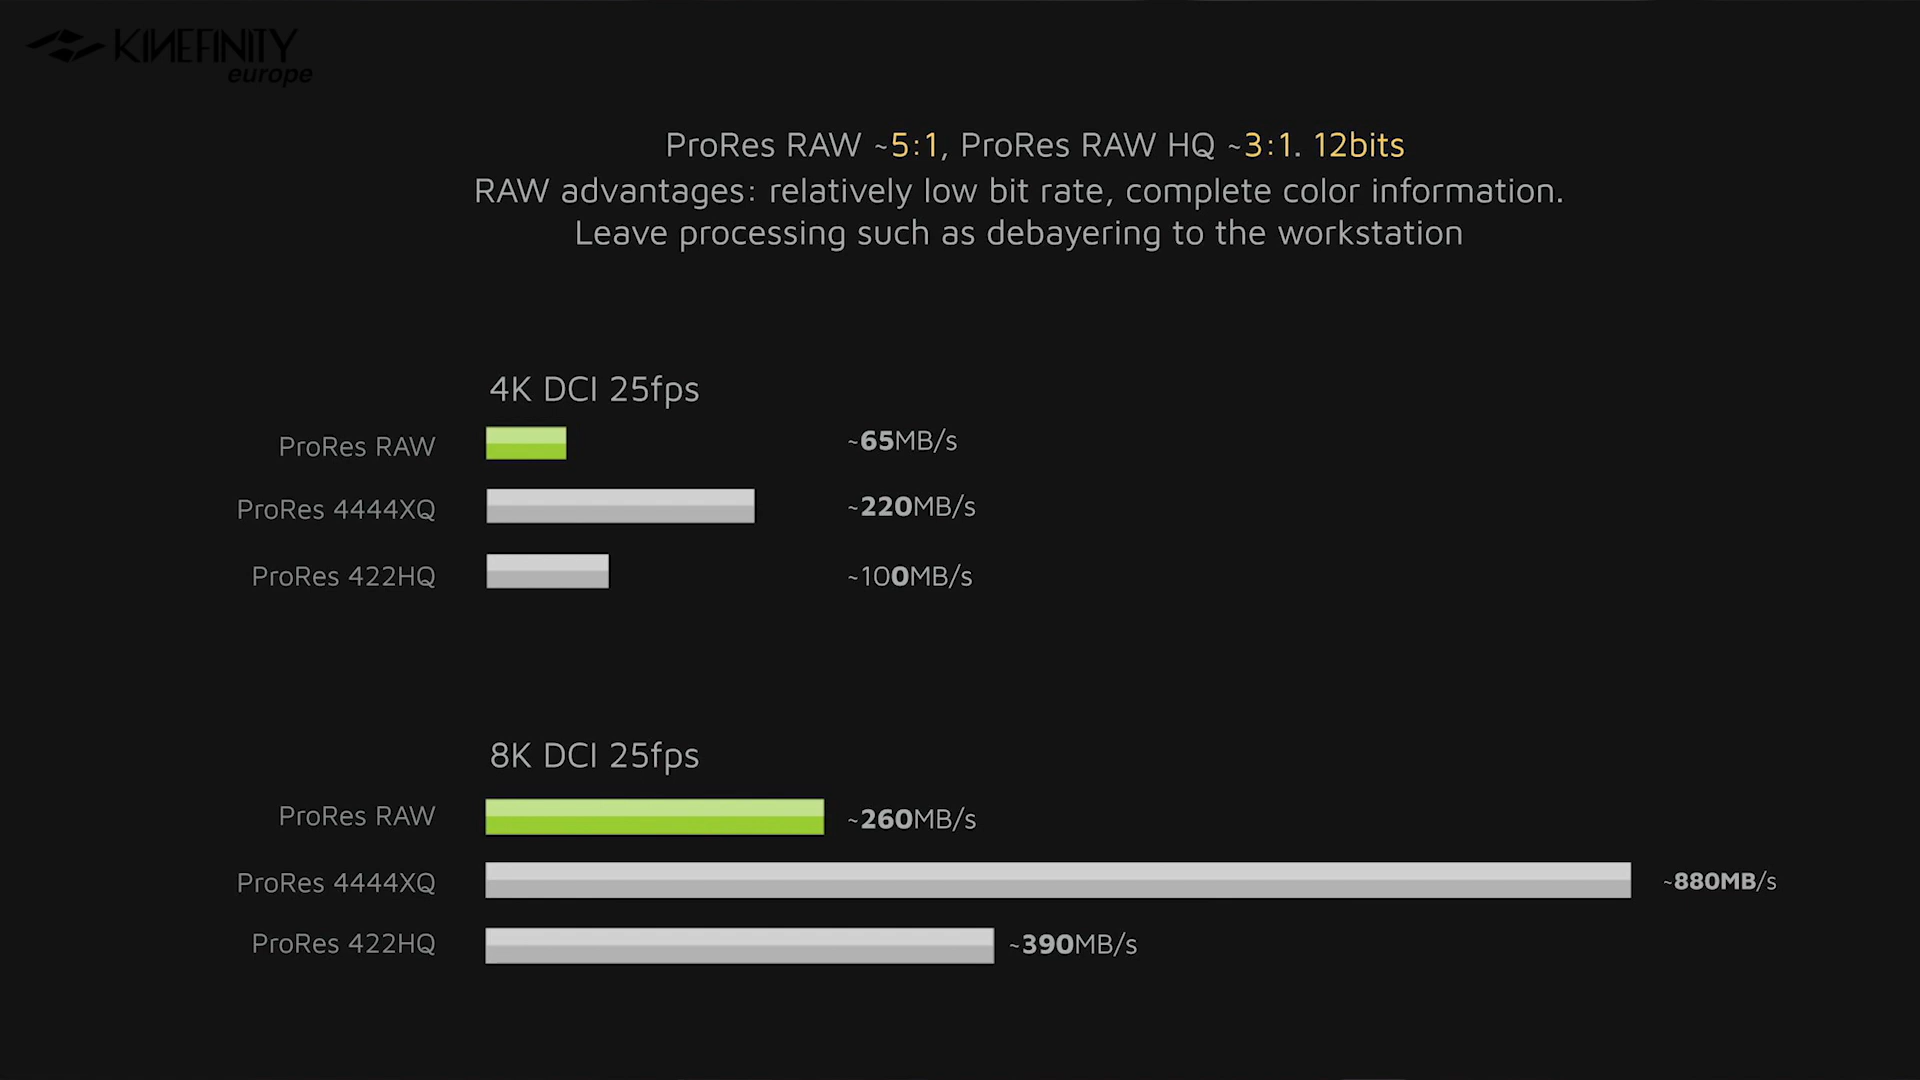 KINEFINITY
europe
ProRes RAW ~5:1, ProRes RAW HQ ~3:1. 12bits
RAW advantages: relatively low bit rate, complete color information.
Leave processing such as debayering to the workstation
4K DCI 25fps
ProRes RAW ~65MB/s
ProRes 4444XQ ~220MB/s
ProRes 422HQ ~100MB/s
8K DCI 25fps
ProRes RAW ~260MB/s
ProRes 4444XQ ~880MB/s
ProRes 422HQ ~390MB/s